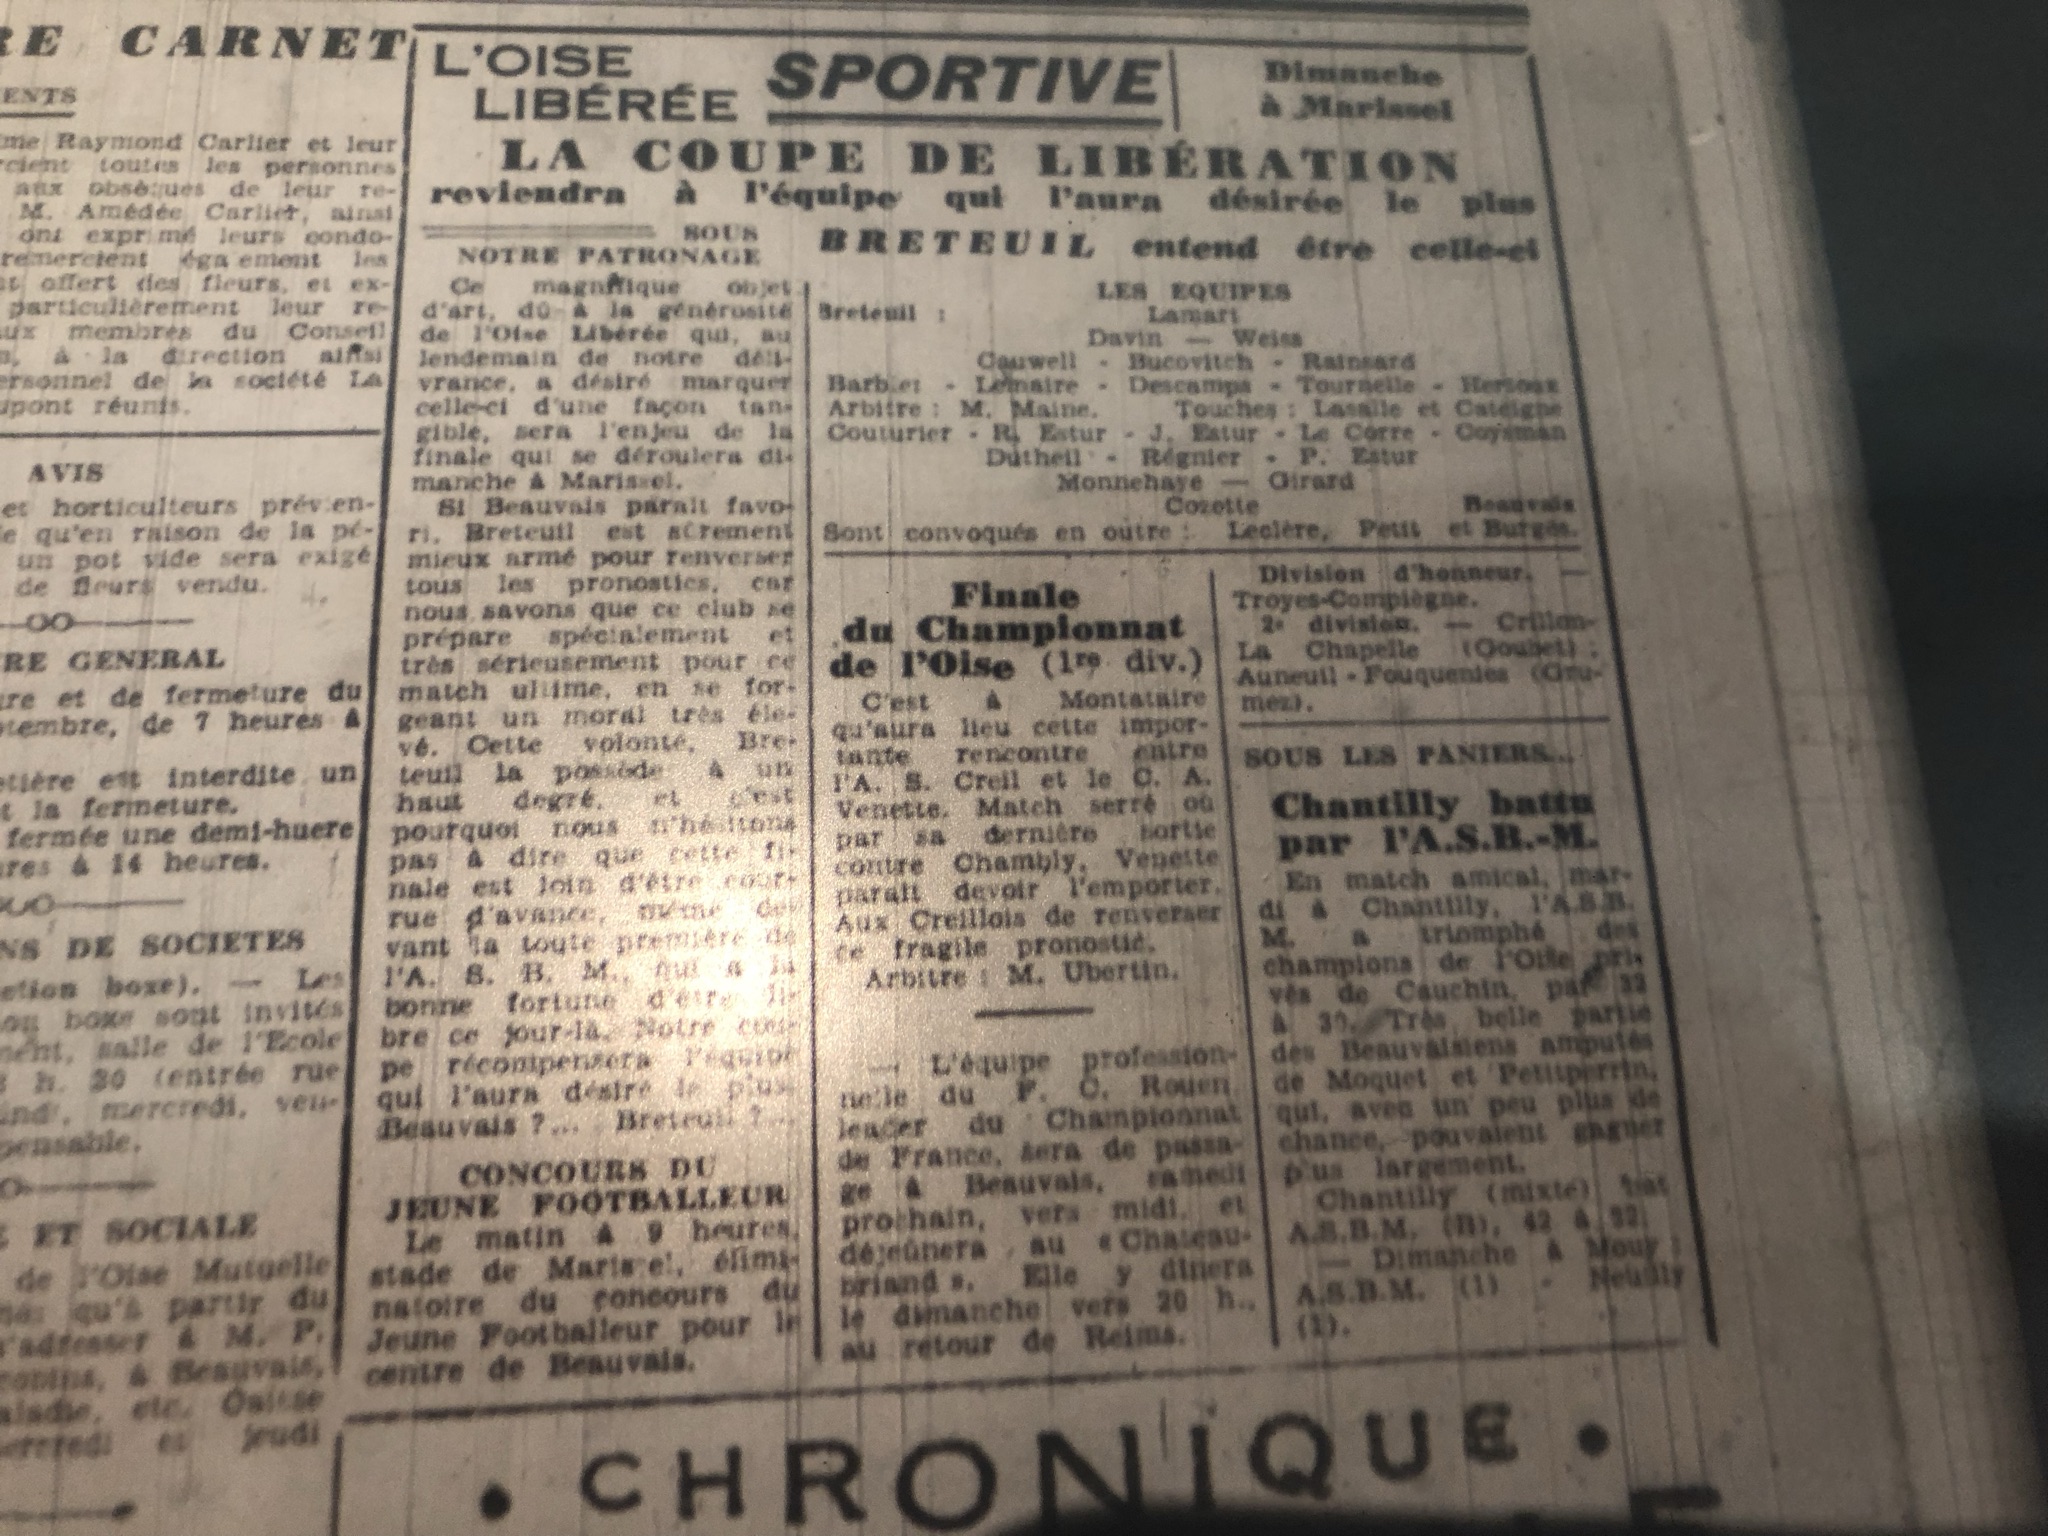 RE CARNET
ENTS
me Raymond Carlier et leur
rcient toutes les personnes
aux obsèques de leur re-
M. Amédée Carlier, ainsi
ont exprimé leurs condo-
remercient également les
t offert des fleurs, et ex-
particulièrement leur re-
aux membres du Conseil
n, à la direction ainsi
ersonnel de la société La
upont réunis.
AVIS
et horticulteurs prévien-
le qu'en raison de la pé-
un pot vide sera exigé
de fleurs vendu.
RE GENERAL
ure et de fermeture du
ptembre, de 7 heures à
etière est interdite un
t la fermeture.
fermée une demi-huere
ures à 14 heures.
NS DE SOCIETES
ection boxe). — Les
on boxe sont invités
ment, salle de l'Ecole
h. 30 (entrée rue
mercredi, ven-
pensable.
E ET SOCIALE
de l'Oise Mutuelle
qu'à partir du
s'adresser à M. P.
à Beauvais,
aladie, etc.
ercredi et jeudi
L'OISE
LIBÉRÉE SPORTIVE
Dimanche
à Marissel
LA COUPE DE LIBÉRATION
reviendra à l'équipe qui l'aura désirée le plus
BRETEUIL entend être celle-ci
SOUS
NOTRE PATRONAGE
Ce magnifique objet
d'art, dû à la générosité
de l'Oise Libérée qui, au
lendemain de notre déli-
vrance, a désiré marquer
celle-ci d'une façon tan-
gible, sera l'enjeu de la
finale qui se déroulera di-
manche à Marissel.
Si Beauvais paraît favo-
ri, Breteuil est sûrement
mieux armé pour renverser
tous les pronostics, car
nous savons que ce club se
prépare spécialement et
très sérieusement pour ce
match ultime, en se for-
geant un moral très éle-
vé. Cette volonté, Bre-
teuil la possède à un
haut degré, et c'est
pourquoi nous n'hésitons
pas à dire que cette fi-
nale est loin d'être cour-
rue d'avance, même de-
vant la toute première de
l'A. S. B. M., qui a la
bonne fortune d'être li-
bre ce jour-là. Notre cou-
pe récompensera l'équipe
qui l'aura désiré le plus
Beauvais ?... Breteuil ?...
CONCOURS DU
JEUNE FOOTBALLEUR
Le matin à 9 heures,
stade de Marissel, élimi-
natoire du concours du
Jeune Footballeur pour le
centre de Beauvais.
LES EQUIPES
Breteuil : Lamart
Davin — Weiss
Cauwell - Bucovitch - Rainsard
Barbiet - Lemaire - Descamps - Tournelle - Hersoux
Arbitre : M. Maine. Touches : Lasalle et Cateigne
Couturier - R. Estur - J. Estur - Le Corre - Coysman
Dutheil - Régnier - P. Estur
Monnehaye — Girard
Cozette Beauvais
Sont convoqués en outre : Leclère, Petit et Burgès.
Finale
du Championnat
de l'Oise (1re div.)
C'est à Montataire
qu'aura lieu cette impor-
tante rencontre entre
l'A. S. Creil et le C. A.
Venette. Match serré où
par sa dernière sortie
contre Chambly, Venette
paraît devoir l'emporter.
Aux Creillois de renverser
ce fragile pronostic.
Arbitre : M. Ubertin.
— L'équipe profession-
nelle du F. C. Rouen,
leader du Championnat
de France, sera de passa-
ge à Beauvais, samedi
prochain, vers midi, et
déjeûnera au « Chateau-
briand ». Elle y dînera
le dimanche vers 20 h.,
au retour de Reims.
Division d'honneur. —
Troyes-Compiègne.
2e division. — Crillon-
La Chapelle (Goubet) ;
Auneuil - Fouquenies (Gru-
mez).
SOUS LES PANIERS...
Chantilly battu
par l'A.S.B.-M.
En match amical, mar-
di à Chantilly, l'A.S.B.
M. a triomphé des
champions de l'Oise pri-
vés de Cauchin, par 32
à 30. Très belle partie
des Beauvaisiens amputés
de Moquet et Petitperrin,
qui, avec un peu plus de
chance, pouvaient gagner
plus largement.
Chantilly (mixte) bat
A.S.B.M. (B), 42 à 32.
— Dimanche à Mouy :
A.S.B.M. (1) - Neuilly
(1).
• CHRONIQUE •